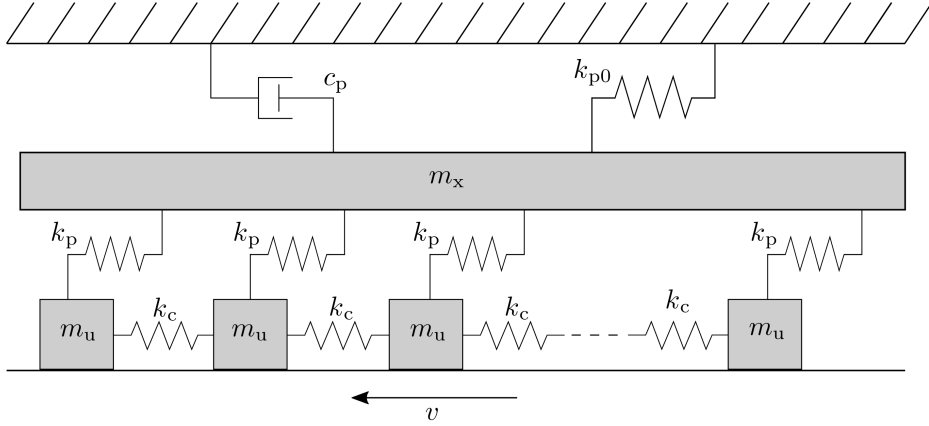 c_p
k_p0
m_x
k_p k_p k_p k_p
k_c k_c k_c k_c
m_u m_u m_u m_u
v